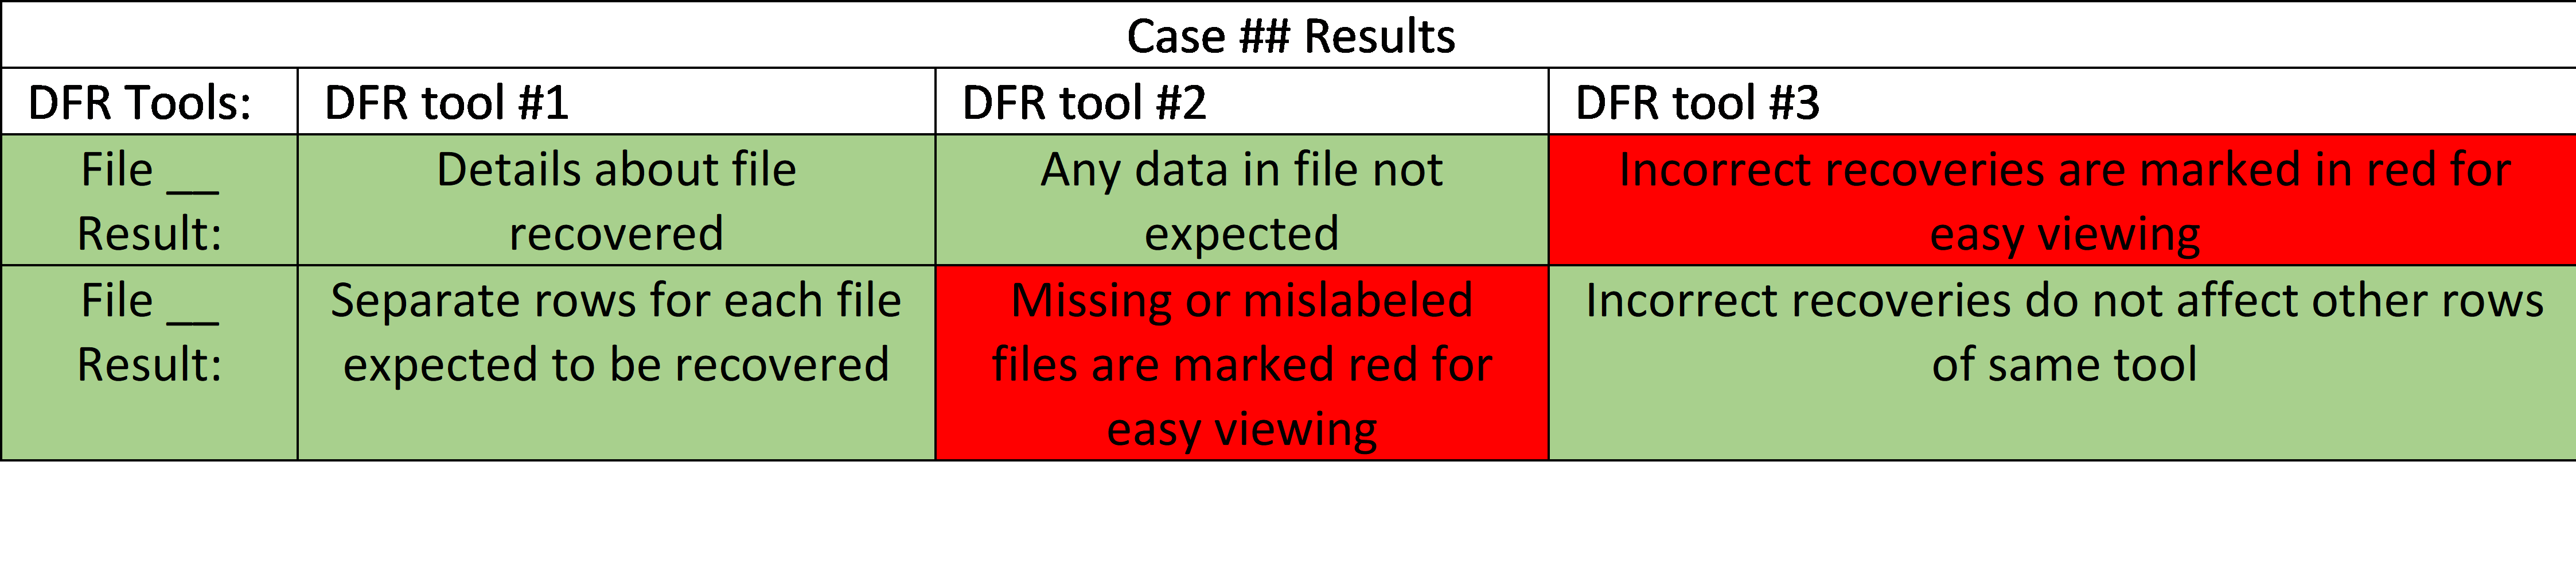 Case ## Results
DFR Tools: DFR tool #1 DFR tool #2 DFR tool #3
File __
Result:
Details about file
recovered
Any data in file not
expected
Incorrect recoveries are marked in red for
easy viewing
File __
Result:
Separate rows for each file
expected to be recovered
Missing or mislabeled
files are marked red for
easy viewing
Incorrect recoveries do not affect other rows
of same tool